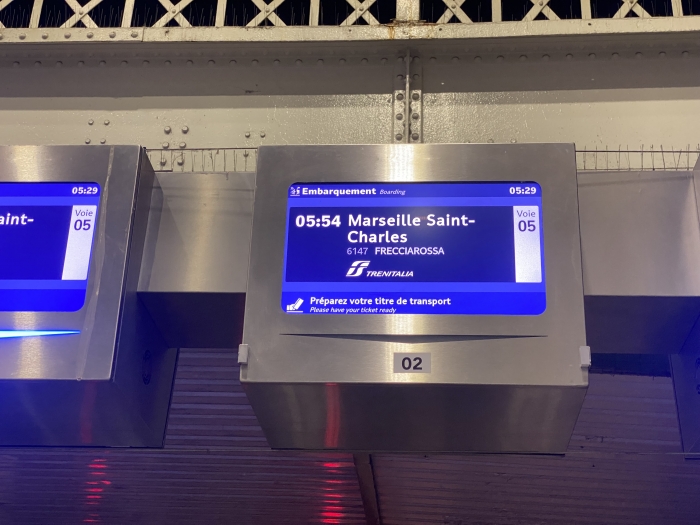 05:29
aint-
Voie
05
Embarquement Boarding 05:29
05:54 Marseille Saint-
Charles
Voie
05
6147 FRECCIAROSSA
TRENITALIA
Préparez votre titre de transport
Please have your ticket ready
02